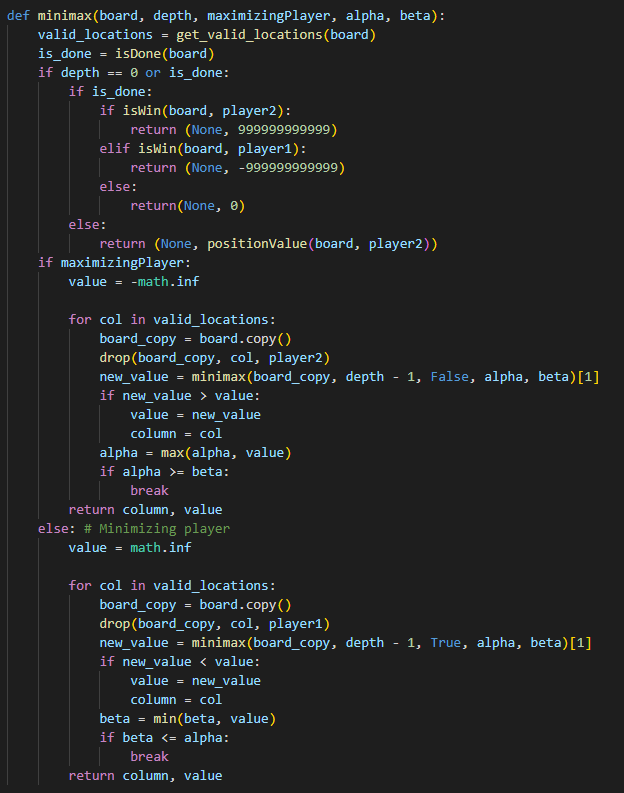 def minimax(board, depth, maximizingPlayer, alpha, beta):
    valid_locations = get_valid_locations(board)
    is_done = isDone(board)
    if depth == 0 or is_done:
        if is_done:
            if isWin(board, player2):
                return (None, 999999999999)
            elif isWin(board, player1):
                return (None, -999999999999)
            else:
                return(None, 0)
        else:
            return (None, positionValue(board, player2))
    if maximizingPlayer:
        value = -math.inf

        for col in valid_locations:
            board_copy = board.copy()
            drop(board_copy, col, player2)
            new_value = minimax(board_copy, depth - 1, False, alpha, beta)[1]
            if new_value > value:
                value = new_value
                column = col
            alpha = max(alpha, value)
            if alpha >= beta:
                break
        return column, value
    else: # Minimizing player
        value = math.inf

        for col in valid_locations:
            board_copy = board.copy()
            drop(board_copy, col, player1)
            new_value = minimax(board_copy, depth - 1, True, alpha, beta)[1]
            if new_value < value:
                value = new_value
                column = col
            beta = min(beta, value)
            if beta <= alpha:
                break
        return column, value